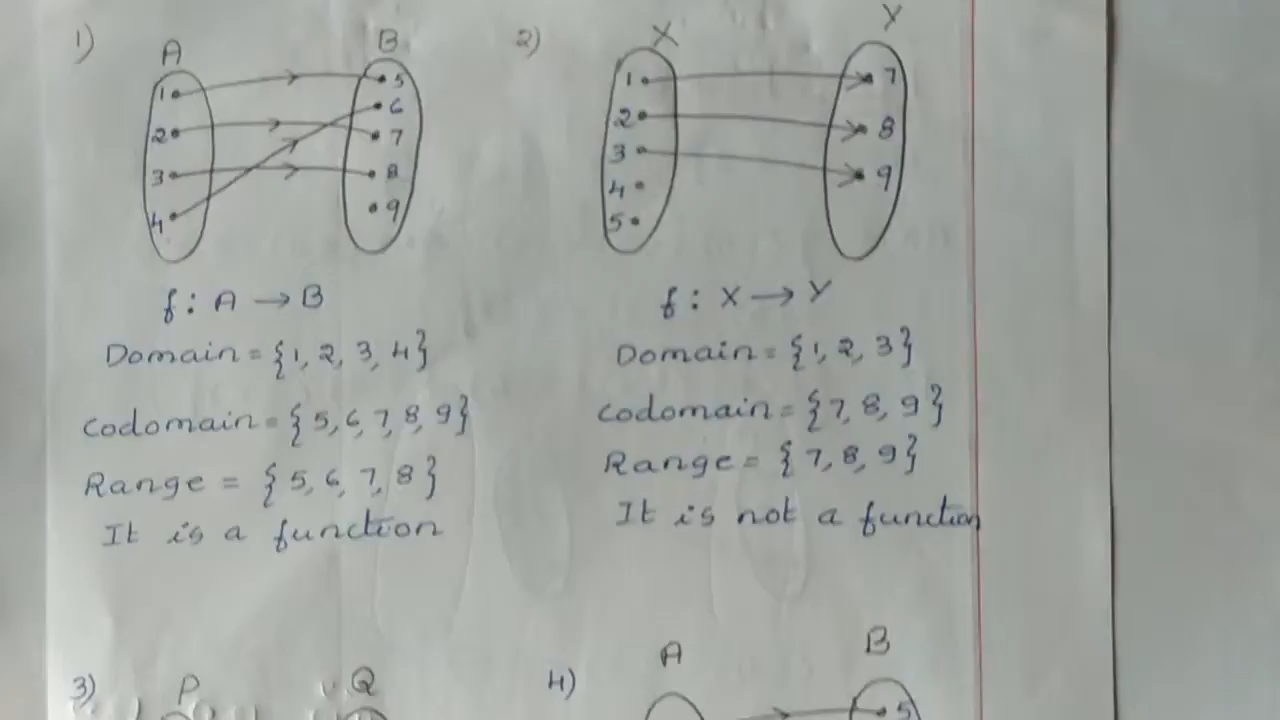 1)
A
B
1
2
3
4
5
6
7
8
9
f : A → B
Domain = {1, 2, 3, 4}
Codomain = {5, 6, 7, 8, 9}
Range = {5, 6, 7, 8}
It is a function
2)
X
Y
1
2
3
4
5
7
8
9
f : X → Y
Domain = {1, 2, 3}
Codomain = {7, 8, 9}
Range = {7, 8, 9}
It is not a function
3)
P
Q
4)
A
B
5